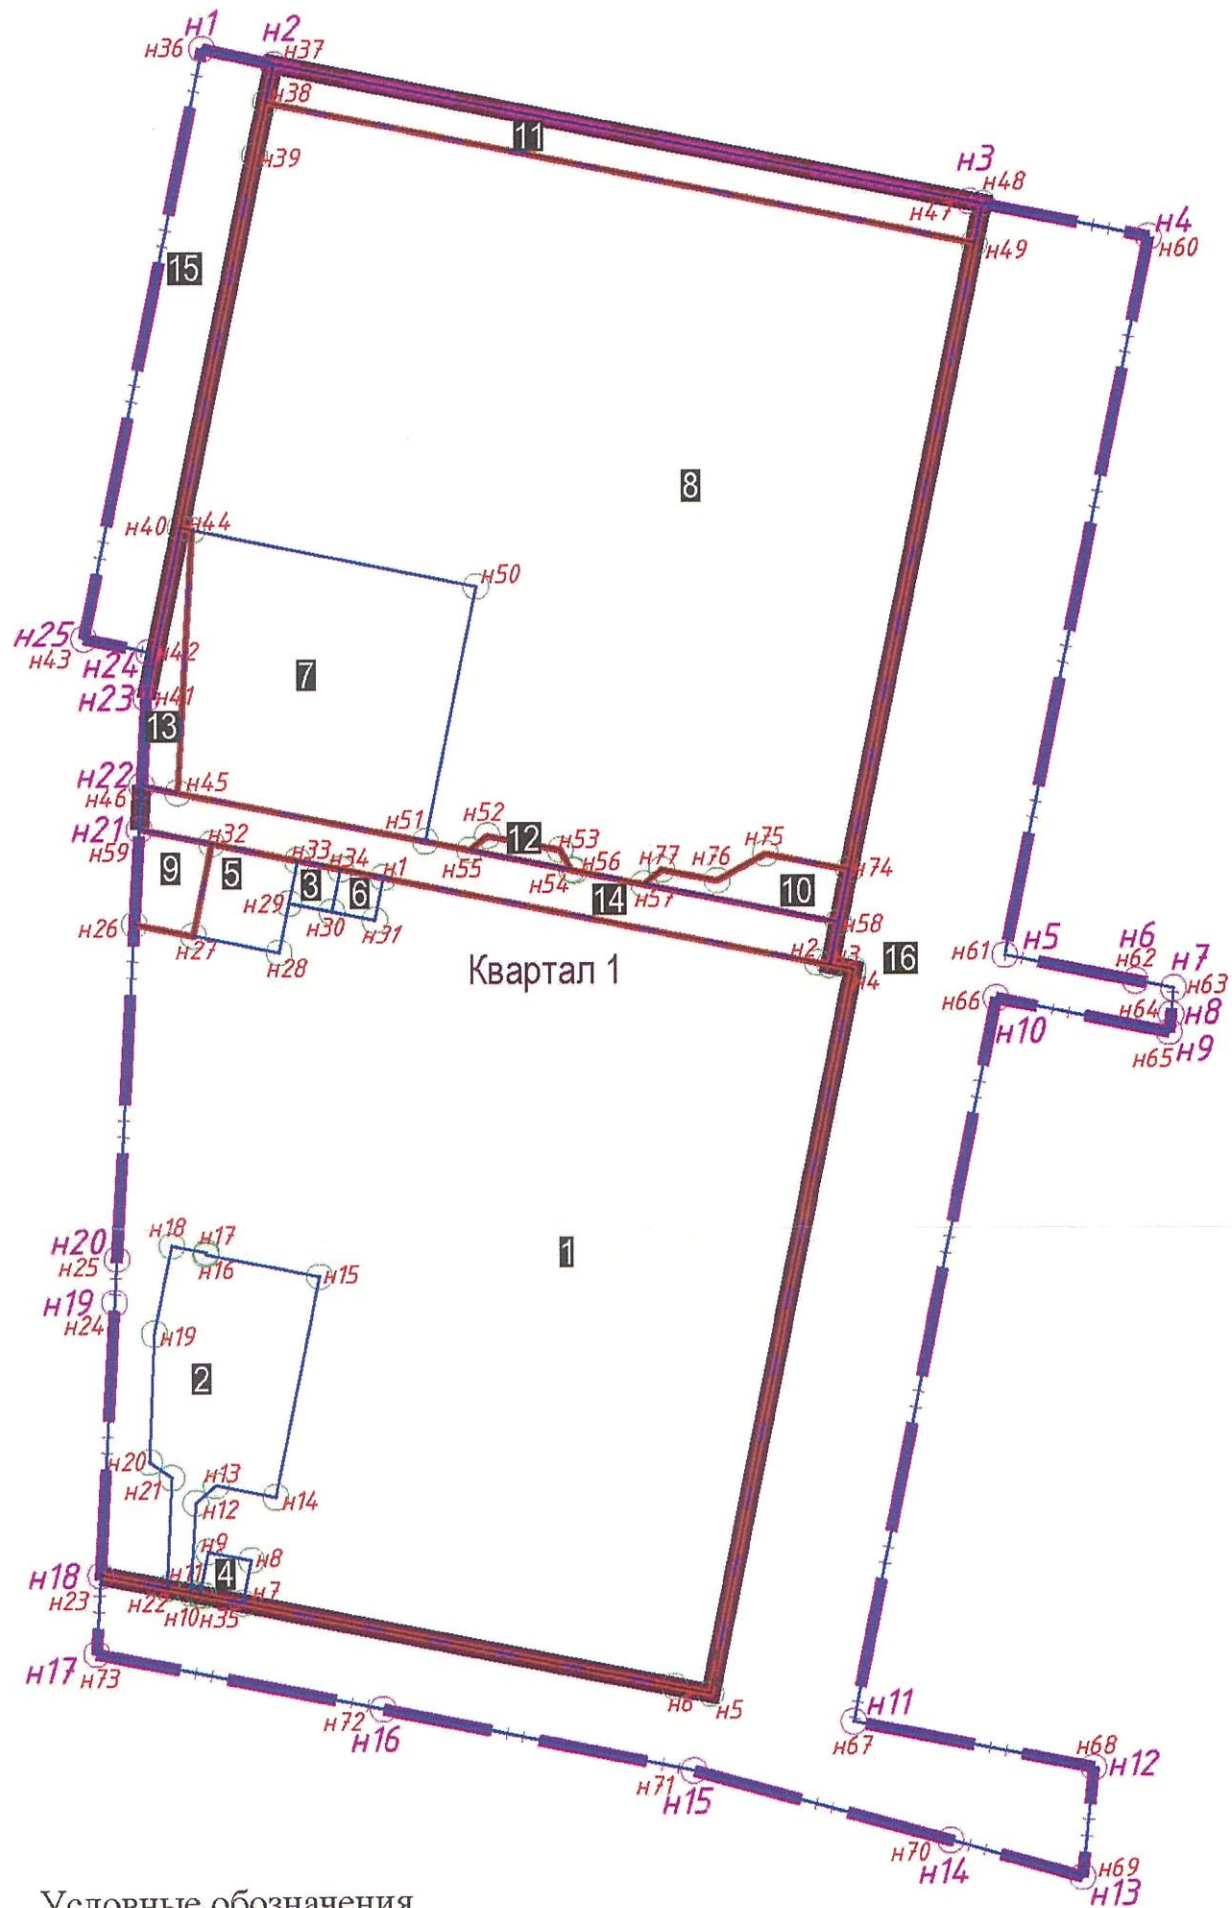 н1
н36
н2
н37
н38
н39
11
н3
н48
н47
н49
н4
н60
15
8
н40
н44
н50
н25
н43
н24
н42
7
н23
н41
13
н22
н46
н45
н21
н59
н51
н52
12
н53
н55
н54
н56
н77
н76
н75
н74
н57
14
10
н58
9
н32
5
н33
3
н34
6
н1
н29
н30
н31
н26
н27
н28
н2
н3
н4
16
Квартал 1
н61
н5
н6
н62
н7
н63
н66
н10
н64
н8
н65
н9
н20
н25
н18
н17
н16
н15
1
н19
н24
н19
2
н20
н21
н13
н12
н14
н9
н8
н18
н23
н11
4
н7
н22
н10
н35
н17
н73
н6
н5
н72
н16
н11
н67
н68
н12
н71
н15
н70
н14
н69
н13
Условные обозначения